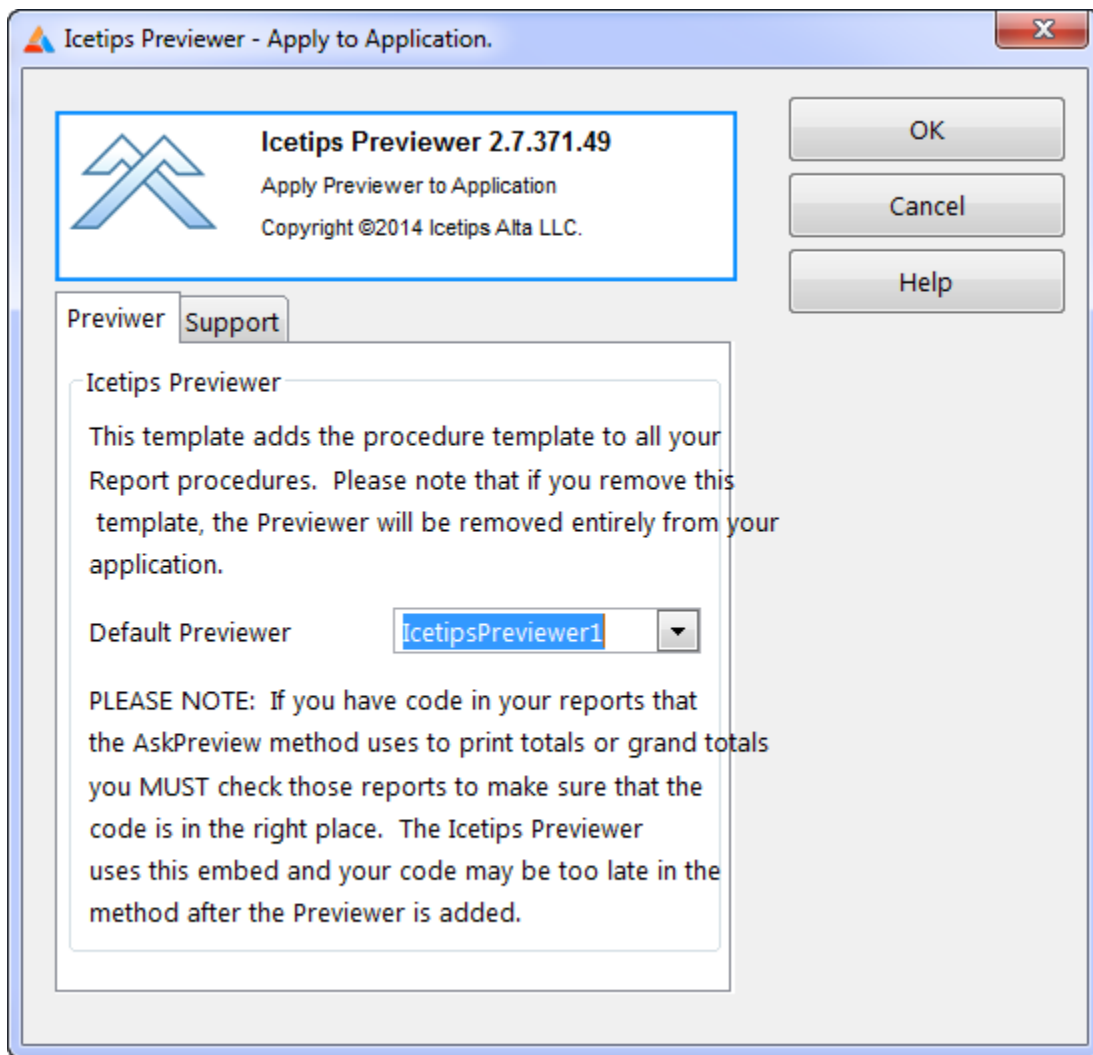 Icetips Previewer - Apply to Application.
Icetips Previewer 2.7.371.49
Apply Previewer to Application
Copyright ©2014 Icetips Alta LLC.
OK
Cancel
Help
Previwer
Support
Icetips Previewer
This template adds the procedure template to all your
Report procedures.  Please note that if you remove this
template, the Previewer will be removed entirely from your
application.
Default Previewer
IcetipsPreviewer1
PLEASE NOTE:  If you have code in your reports that
the AskPreview method uses to print totals or grand totals
you MUST check those reports to make sure that the
code is in the right place.  The Icetips Previewer
uses this embed and your code may be too late in the
method after the Previewer is added.